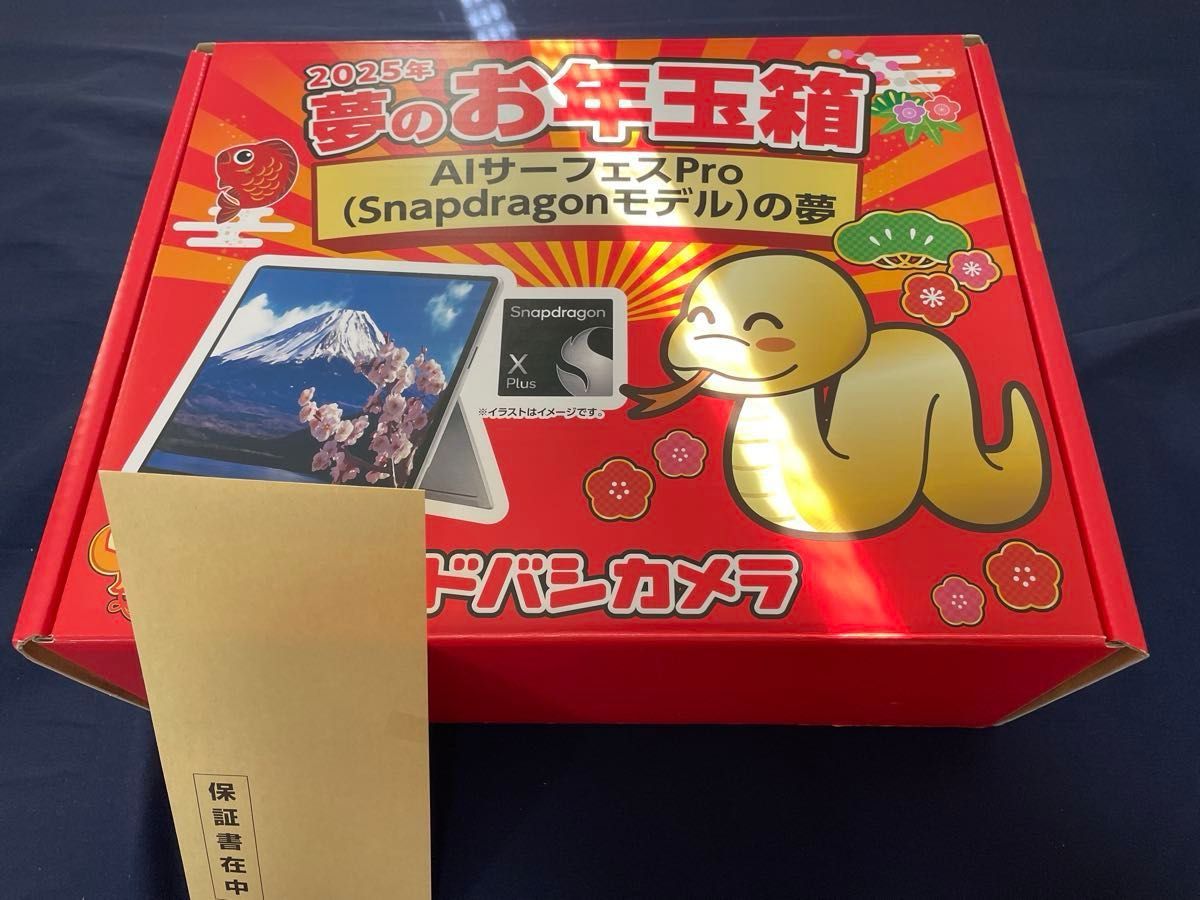 2025年
夢のお年玉箱
AIサーフェスPro
(Snapdragonモデル)の夢
Snapdragon
X
Plus
※イラストはイメージです。
ドバシカメラ
保証書在中